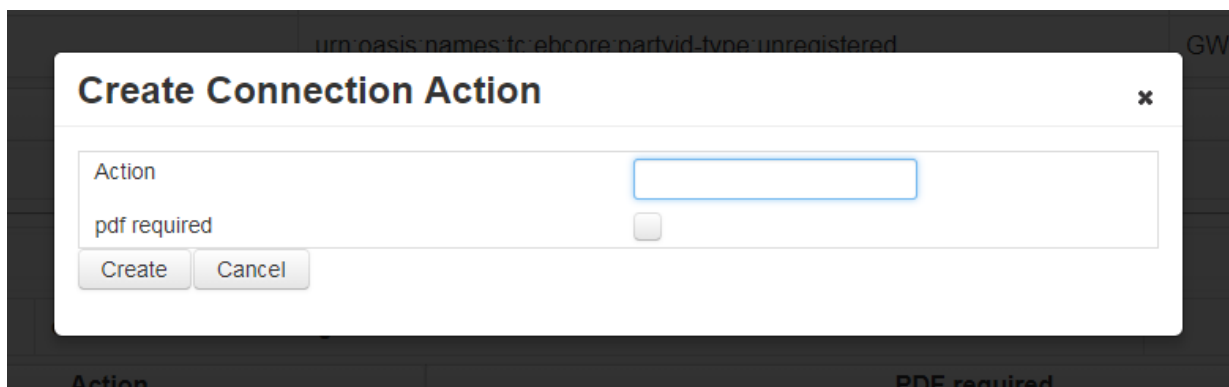 urn:oasis:names:tc:ebcore:partyid-type:unregistered GW
Create Connection Action
Action
pdf required
Create Cancel
Action PDF required